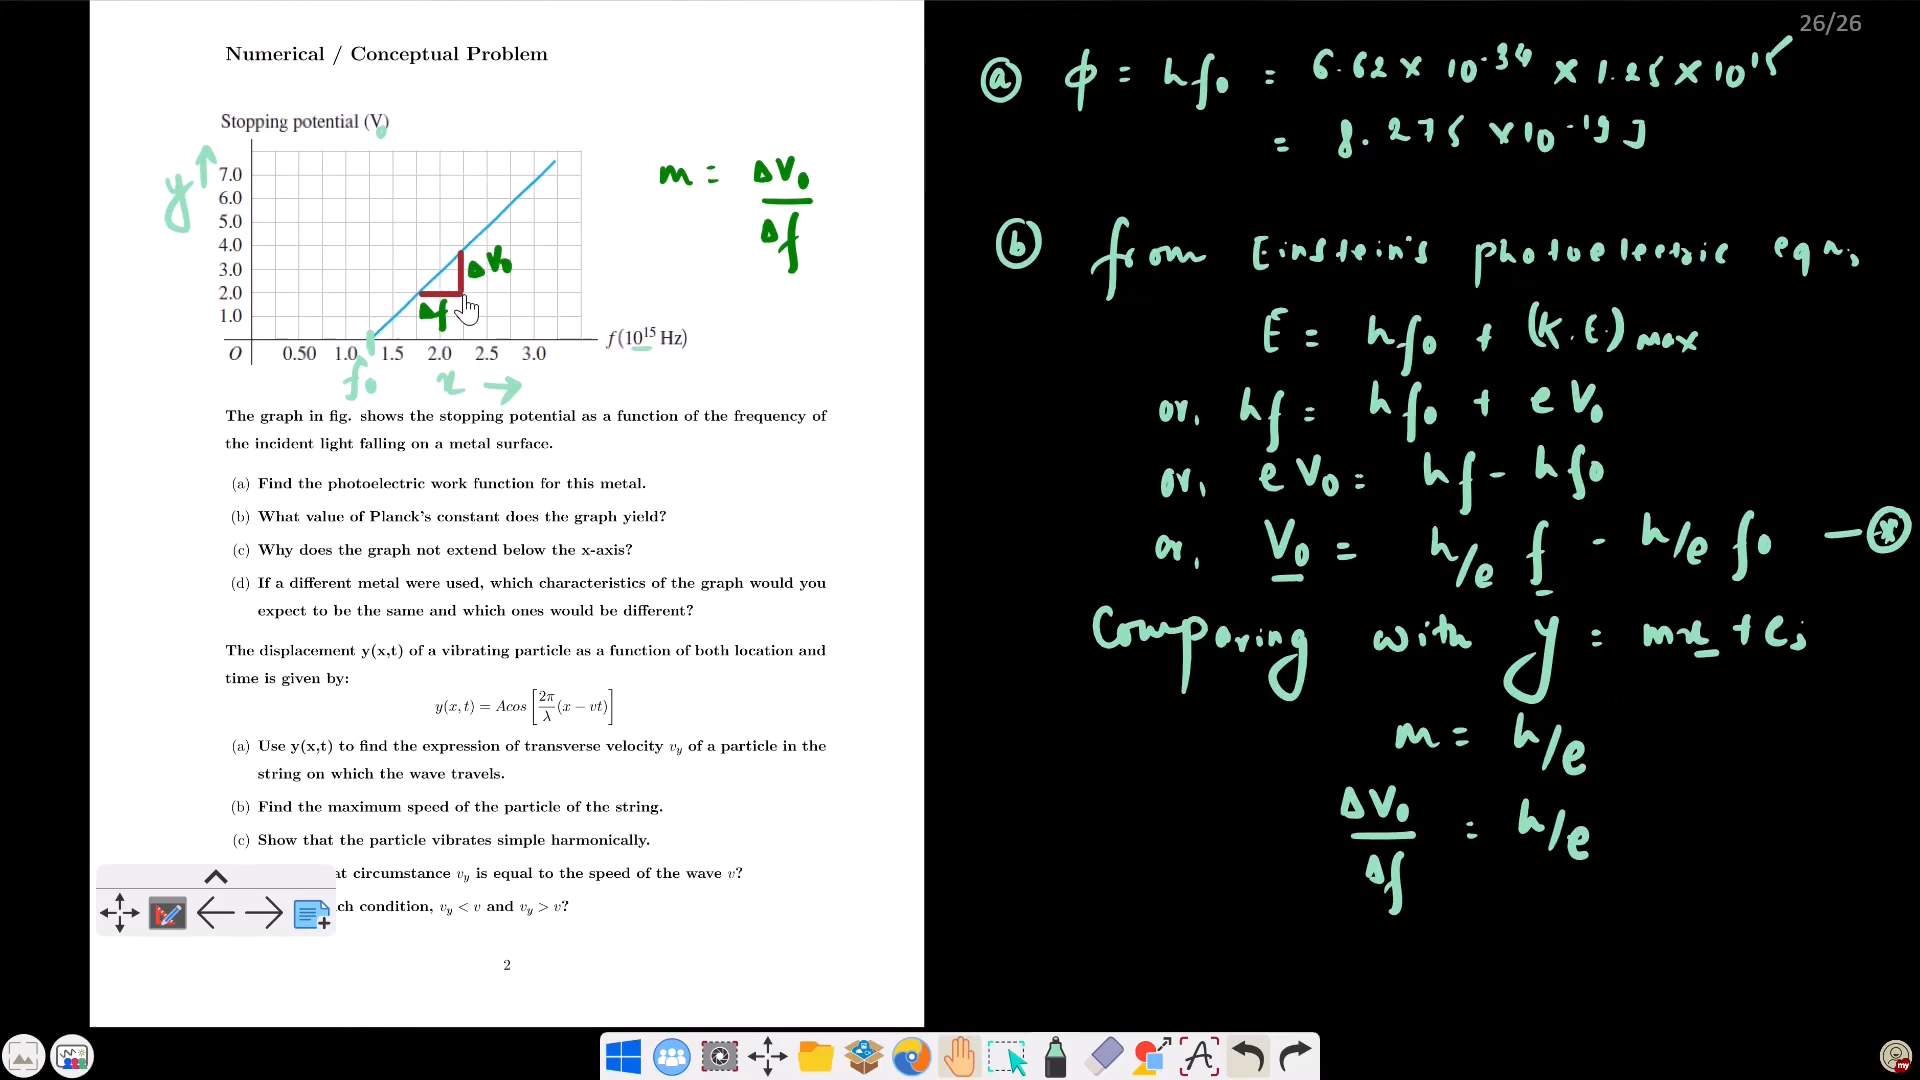 26/26
Numerical / Conceptual Problem
Stopping potential (V)
y
7.0
6.0
5.0
4.0
3.0
2.0
1.0
O 0.50 1.0 1.5 2.0 2.5 3.0
f(10¹⁵ Hz)
ΔV₀
Δf
f₀ x →
m = ΔV₀
Δf
The graph in fig. shows the stopping potential as a function of the frequency of
the incident light falling on a metal surface.
(a) Find the photoelectric work function for this metal.
(b) What value of Planck's constant does the graph yield?
(c) Why does the graph not extend below the x-axis?
(d) If a different metal were used, which characteristics of the graph would you
expect to be the same and which ones would be different?
The displacement y(x,t) of a vibrating particle as a function of both location and
time is given by:
y(x, t) = Acos [2π/λ (x − vt)]
(a) Use y(x,t) to find the expression of transverse velocity v_y of a particle in the
string on which the wave travels.
(b) Find the maximum speed of the particle of the string.
(c) Show that the particle vibrates simple harmonically.
at circumstance v_y is equal to the speed of the wave v?
ch condition, v_y < v and v_y > v?
2
(a) ϕ = hf₀ = 6.62 × 10⁻³⁴ × 1.25 × 10¹⁵
= 8.275 × 10⁻¹⁹ J
(b) from Einstein's photoelectric eqn,
E = hf₀ + (K.E.)max
or, hf = hf₀ + eV₀
or, eV₀ = hf - hf₀
or, V₀ = h/e f - h/e f₀ — (*)
Comparing with y = mx + c;
m = h/e
ΔV₀
Δf = h/e
A
my